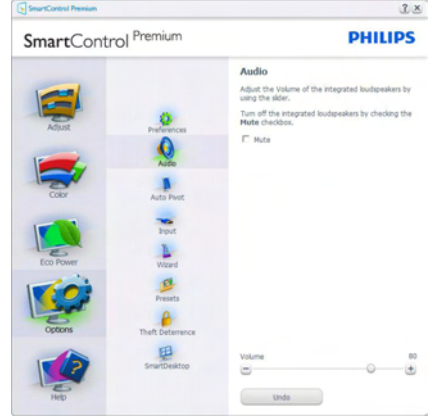 SmartControl Premium
SmartControl Premium
PHILIPS
Adjust
Color
Eco Power
Options
Help
Preferences
Audio
Auto Pivot
Input
Wizard
Presets
Theft Deterrence
SmartDesktop
Audio
Adjust the Volume of the integrated loudspeakers by
using the slider.
Turn off the integrated loudspeakers by checking the
Mute checkbox.
Mute
Volume 80
Undo